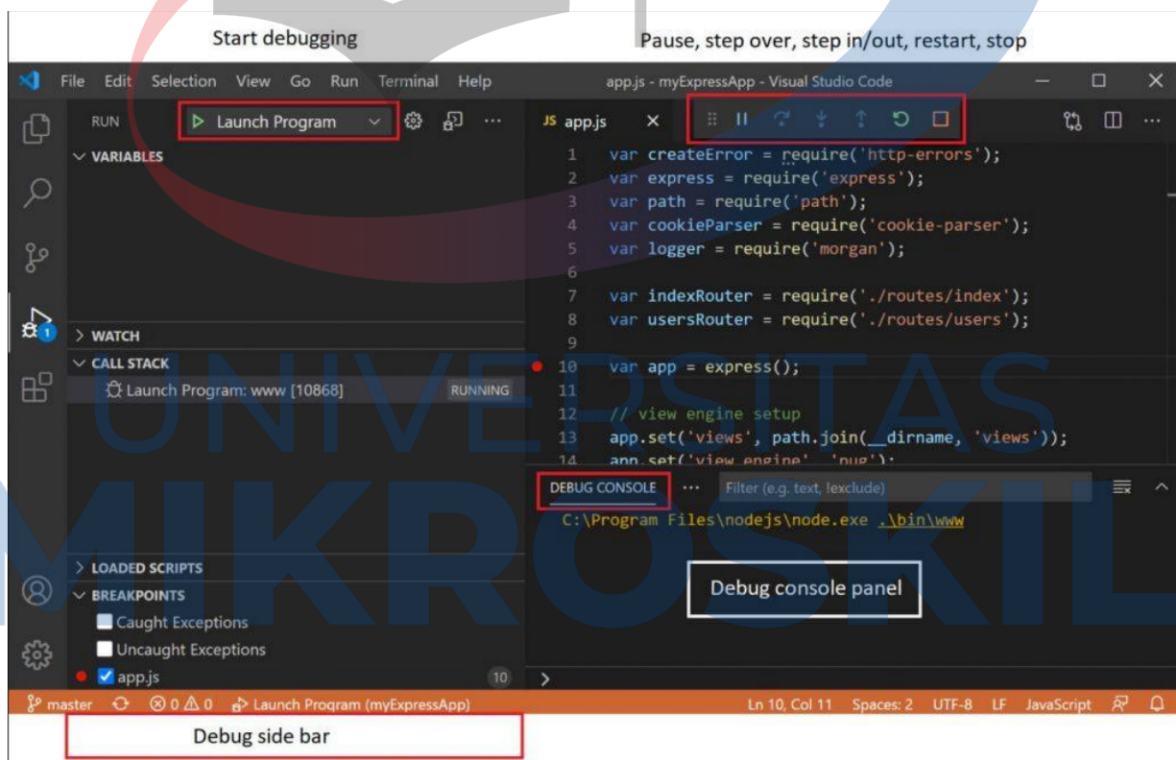 Start debugging
Pause, step over, step in/out, restart, stop
File Edit Selection View Go Run Terminal Help
app.js - myExpressApp - Visual Studio Code
RUN
Launch Program
JS app.js
VARIABLES
1 var createError = require('http-errors');
2 var express = require('express');
3 var path = require('path');
4 var cookieParser = require('cookie-parser');
5 var logger = require('morgan');
6
7 var indexRouter = require('./routes/index');
8 var usersRouter = require('./routes/users');
9
10 var app = express();
11
12 // view engine setup
13 app.set('views', path.join(__dirname, 'views'));
14 app.set('view engine', 'pug');
1
WATCH
CALL STACK
Launch Program: www [10868] RUNNING
LOADED SCRIPTS
BREAKPOINTS
Caught Exceptions
Uncaught Exceptions
app.js 10
DEBUG CONSOLE ... Filter (e.g. text, !exclude)
C:\Program Files\nodejs\node.exe .\bin\www
Debug console panel
>
master 0 0 Launch Program (myExpressApp) Ln 10, Col 11 Spaces: 2 UTF-8 LF JavaScript
Debug side bar
UNIVERSITAS
MIKROSKIL